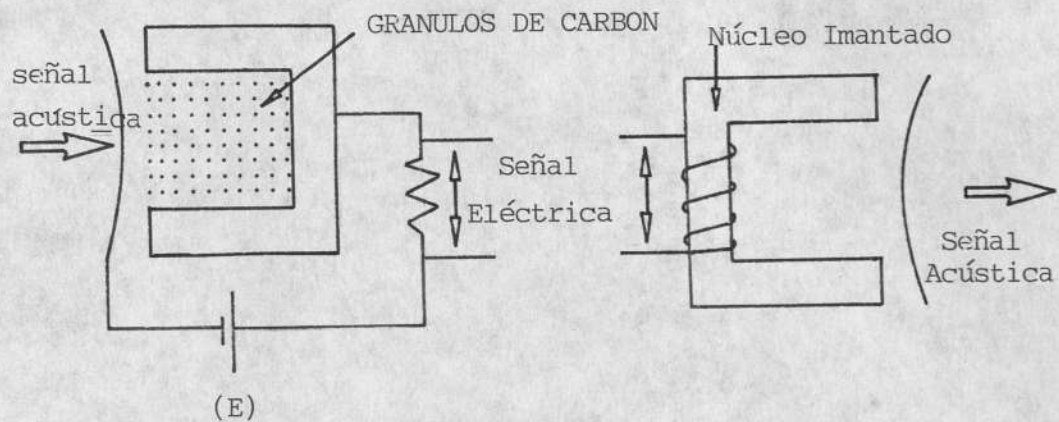 GRANULOS DE CARBON
Núcleo Imantado
señal
acústica
Señal
Eléctrica
Señal
Acústica
(E)